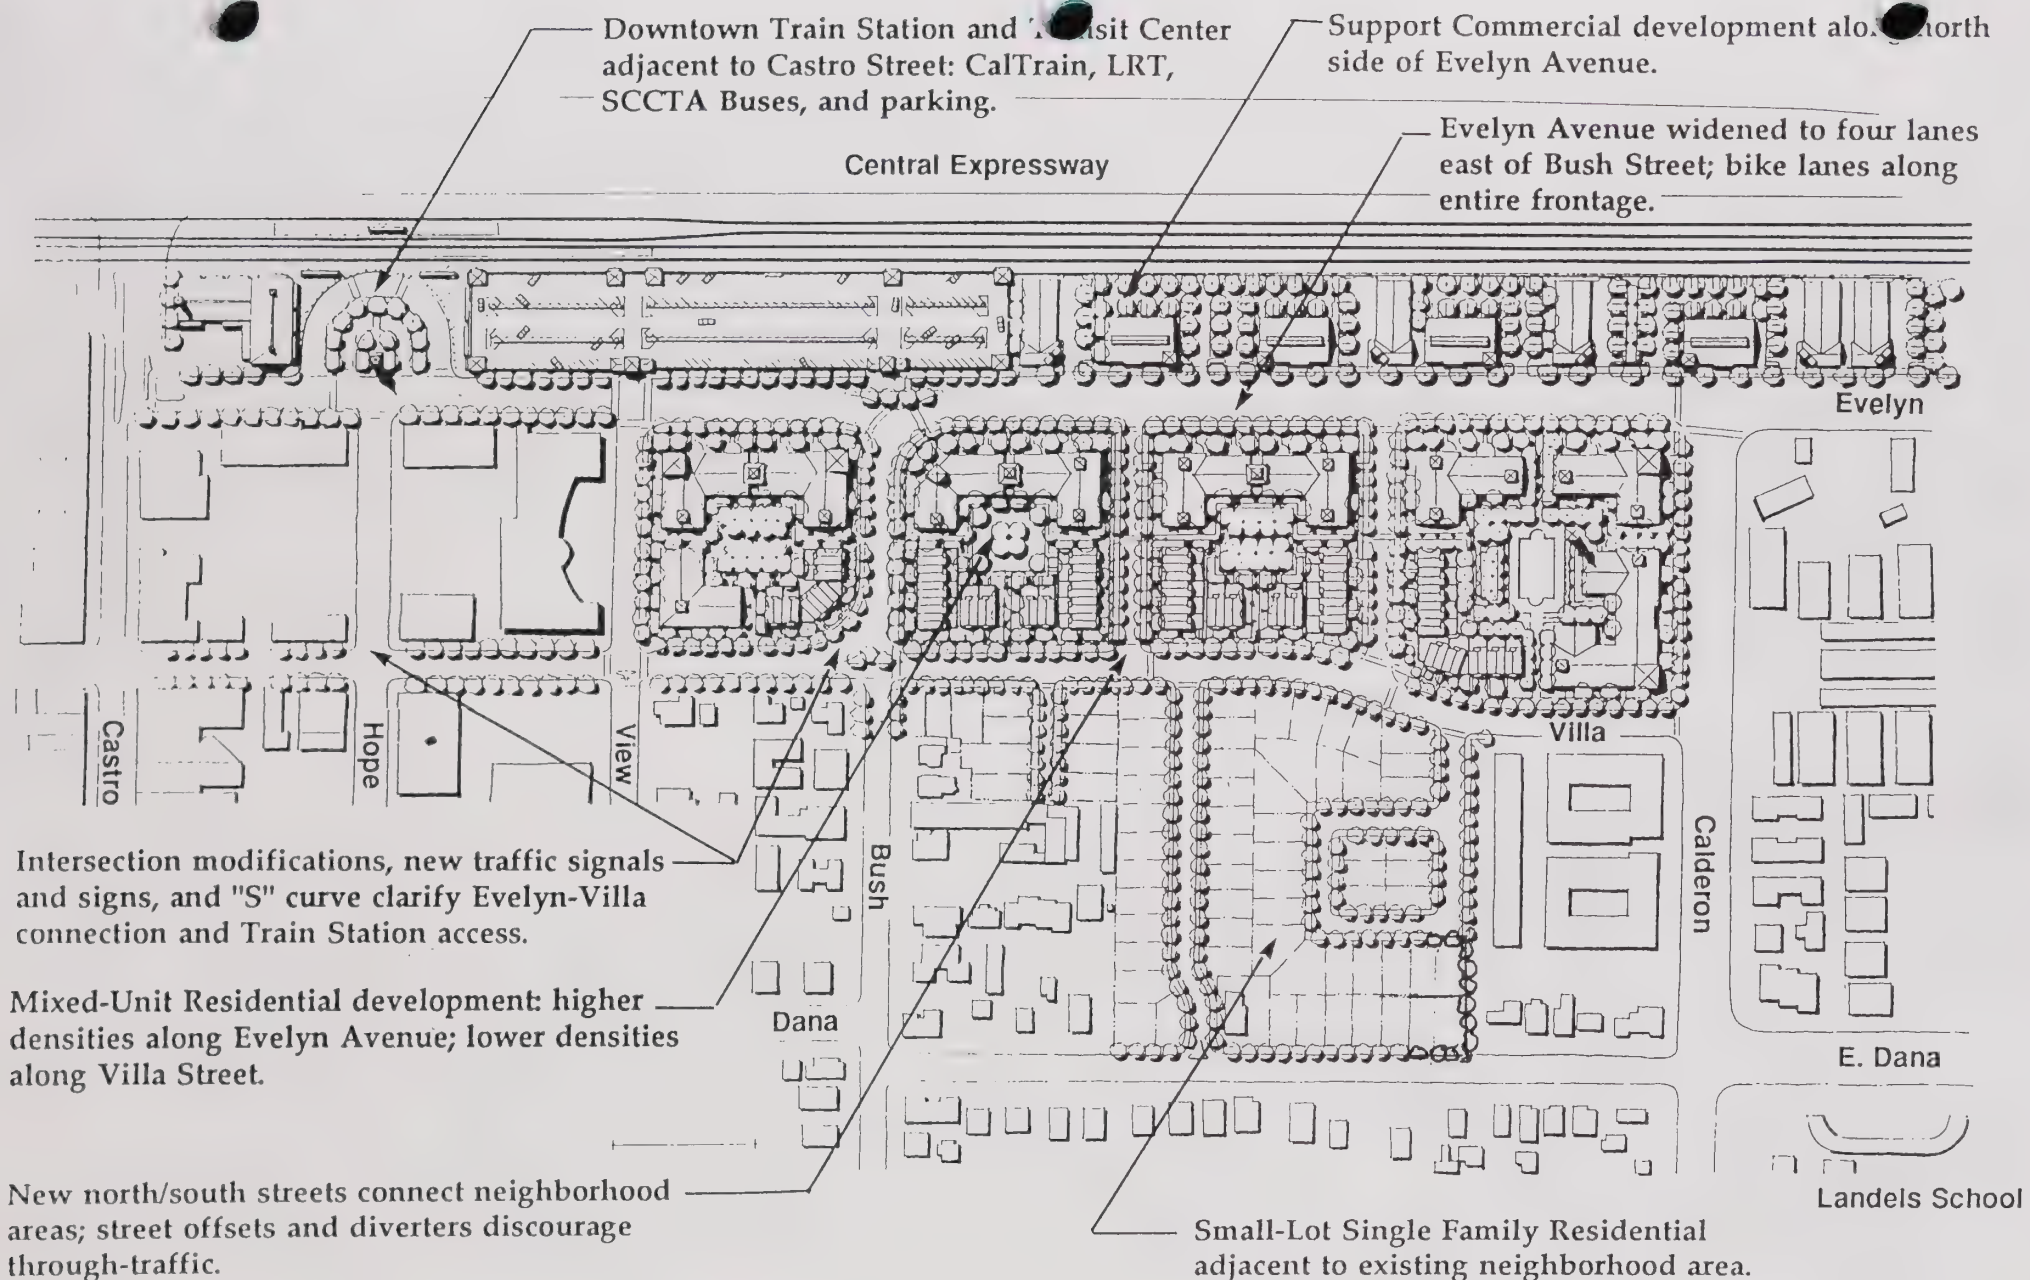 Downtown Train Station and Transit Center
adjacent to Castro Street: CalTrain, LRT,
SCCTA Buses, and parking.
Support Commercial development along north
side of Evelyn Avenue.
Evelyn Avenue widened to four lanes
east of Bush Street; bike lanes along
entire frontage.
Central Expressway
Evelyn
Castro
Hope
View
Villa
Bush
Calderon
Intersection modifications, new traffic signals
and signs, and "S" curve clarify Evelyn-Villa
connection and Train Station access.
Mixed-Unit Residential development: higher
densities along Evelyn Avenue; lower densities
along Villa Street.
Dana
E. Dana
New north/south streets connect neighborhood
areas; street offsets and diverters discourage
through-traffic.
Landels School
Small-Lot Single Family Residential
adjacent to existing neighborhood area.